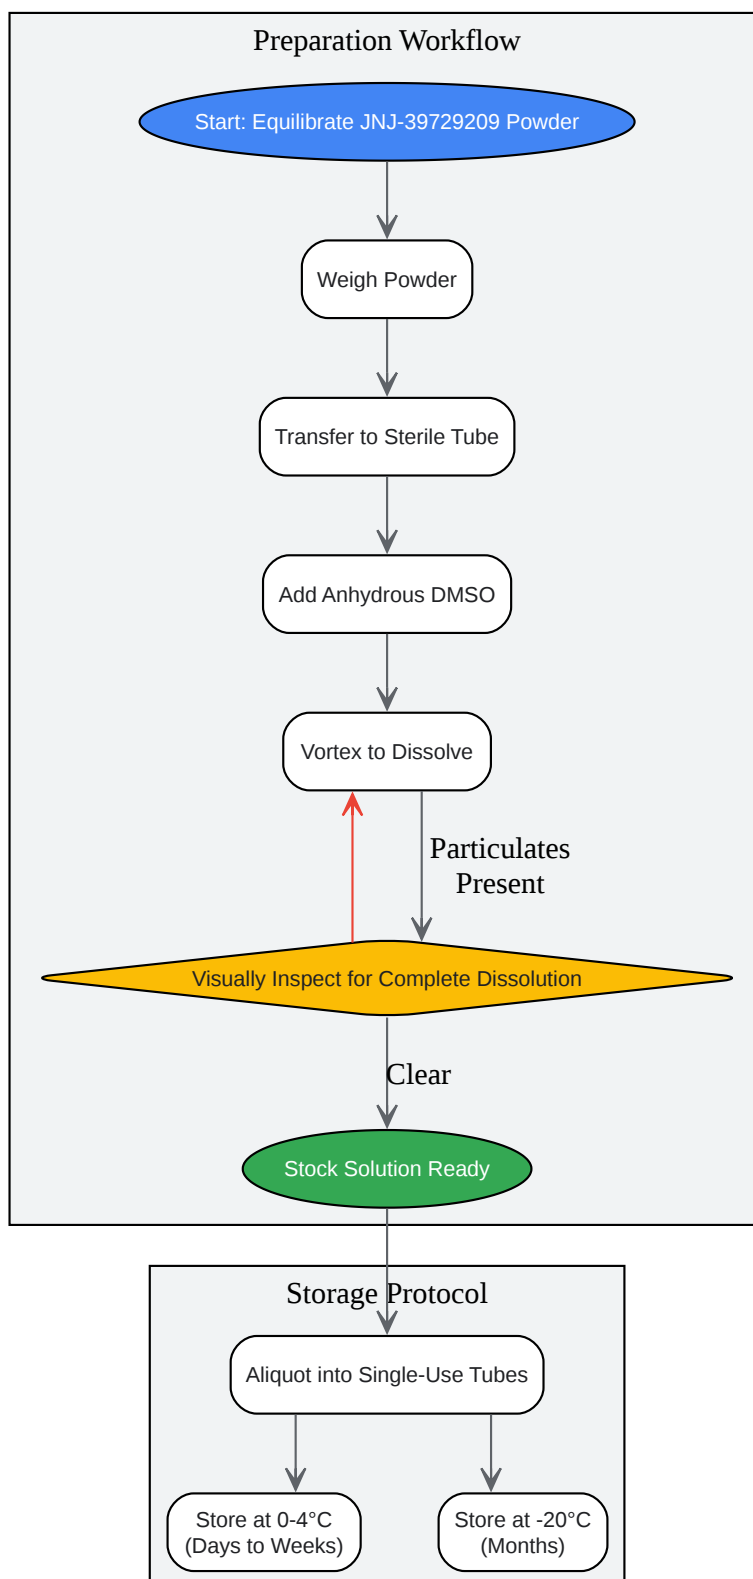 Preparation Workflow
Start: Equilibrate JNJ-39729209 Powder
Weigh Powder
Transfer to Sterile Tube
Add Anhydrous DMSO
Vortex to Dissolve
Particulates
Present
Visually Inspect for Complete Dissolution
Clear
Stock Solution Ready
Storage Protocol
Aliquot into Single-Use Tubes
Store at 0-4°C
(Days to Weeks)
Store at -20°C
(Months)